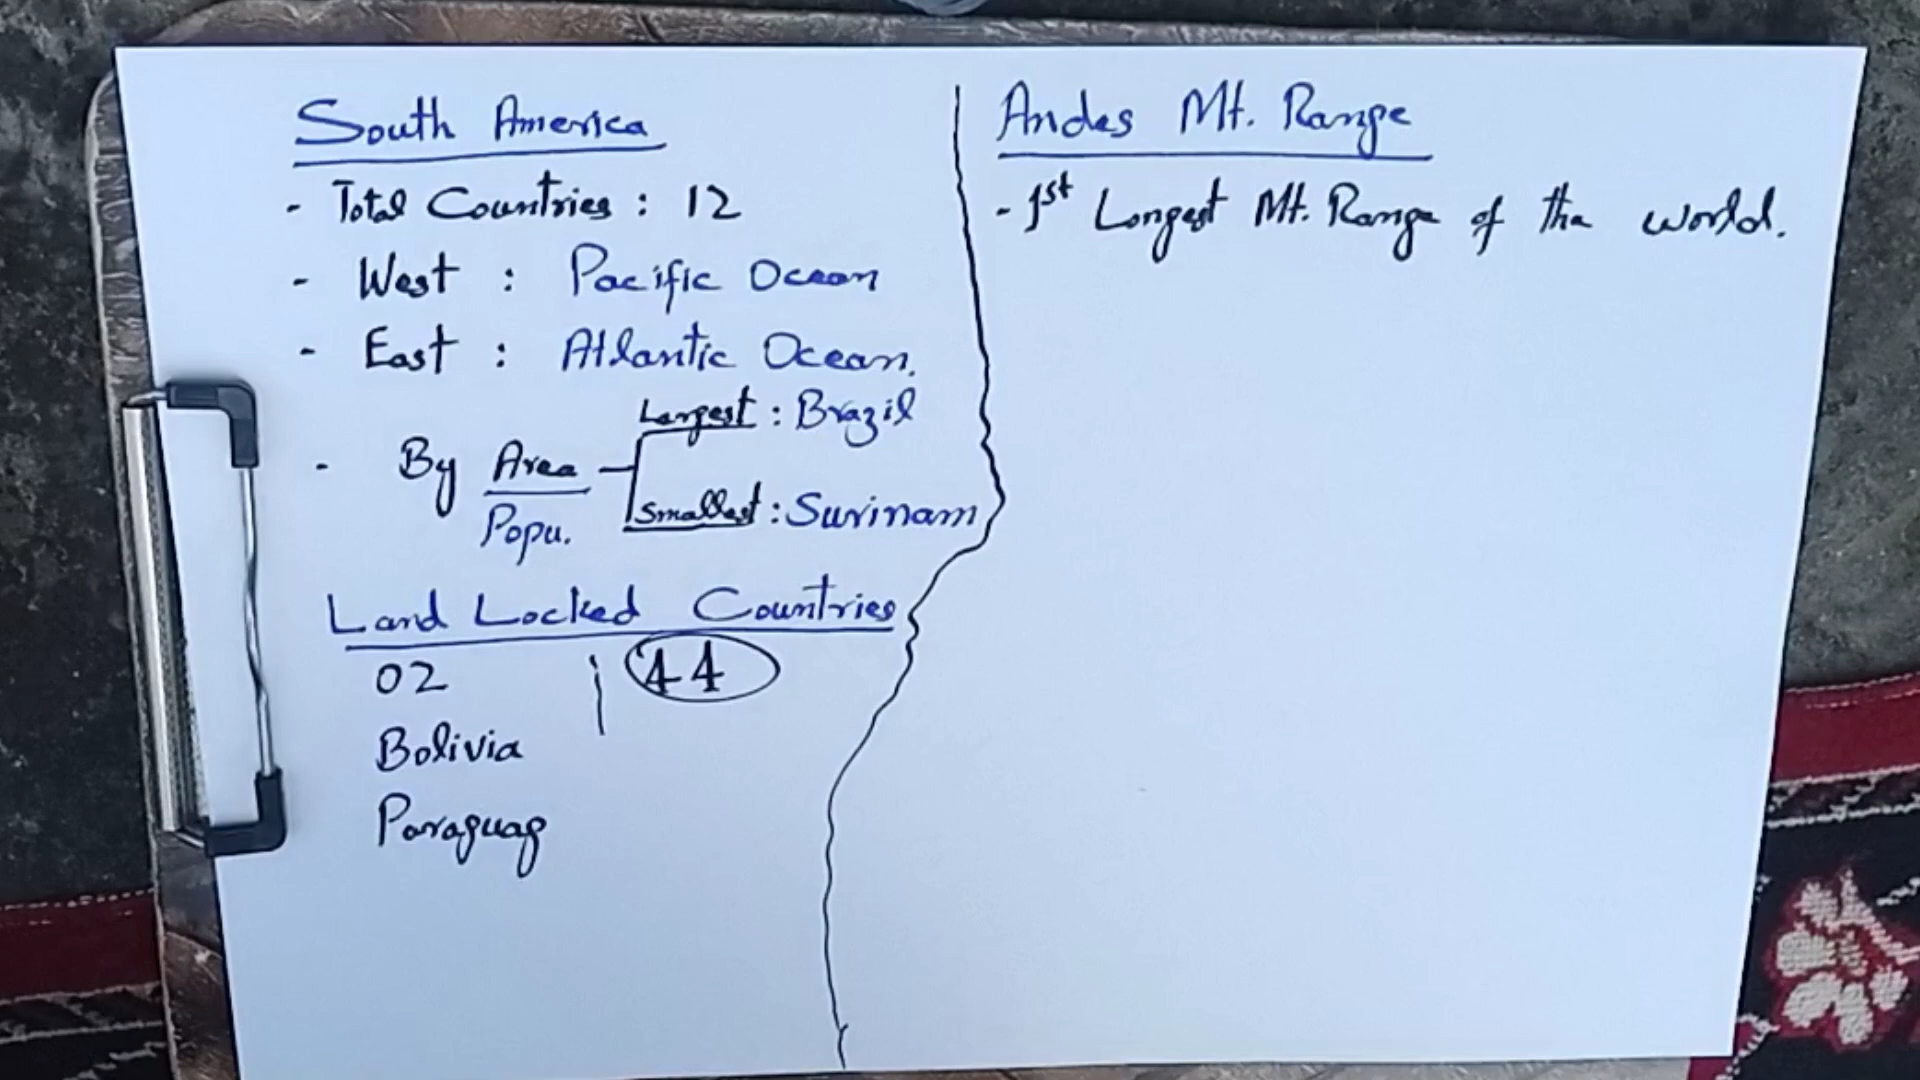 South America
- Total Countries : 12
- West : Pacific Ocean
- East : Atlantic Ocean.
- By Area
Popu.
Largest : Brazil
Smallest : Surinam
Land Locked Countries
02 44
Bolivia
Paraguay
Andes Mt. Range
- 1st Longest Mt. Range of the world.